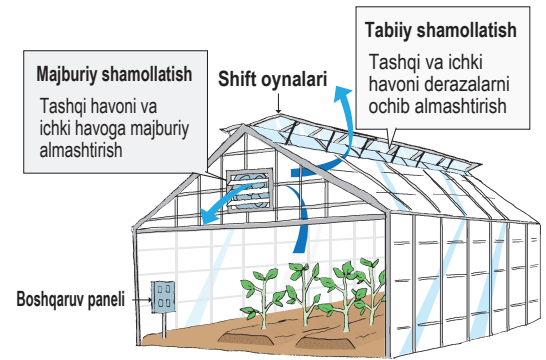 Majburiy shamollatish
Tashqi havoni va
ichki havoga majburiy
almashtirish
Shift oynalari
Tabiiy shamollatish
Tashqi va ichki
havoni derazalarni
ochib almashtirish
Boshqaruv paneli